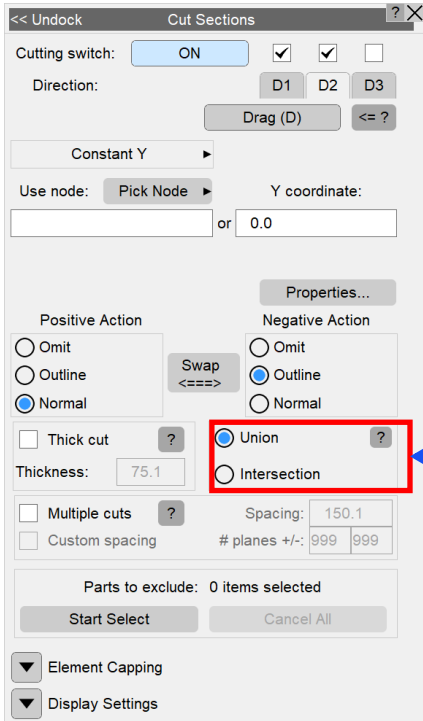 << Undock Cut Sections ? X
Cutting switch: ON
Direction: D1 D2 D3
Drag (D) <= ?
Constant Y
Use node: Pick Node Y coordinate:
or 0.0
Properties...
Positive Action Negative Action
Omit Swap <===> Omit
Outline Outline
Normal Normal
Thick cut ? Union ?
Thickness: 75.1 Intersection
Multiple cuts ? Spacing: 150.1
Custom spacing # planes +/-: 999 999
Parts to exclude: 0 items selected
Start Select Cancel All
Element Capping
Display Settings